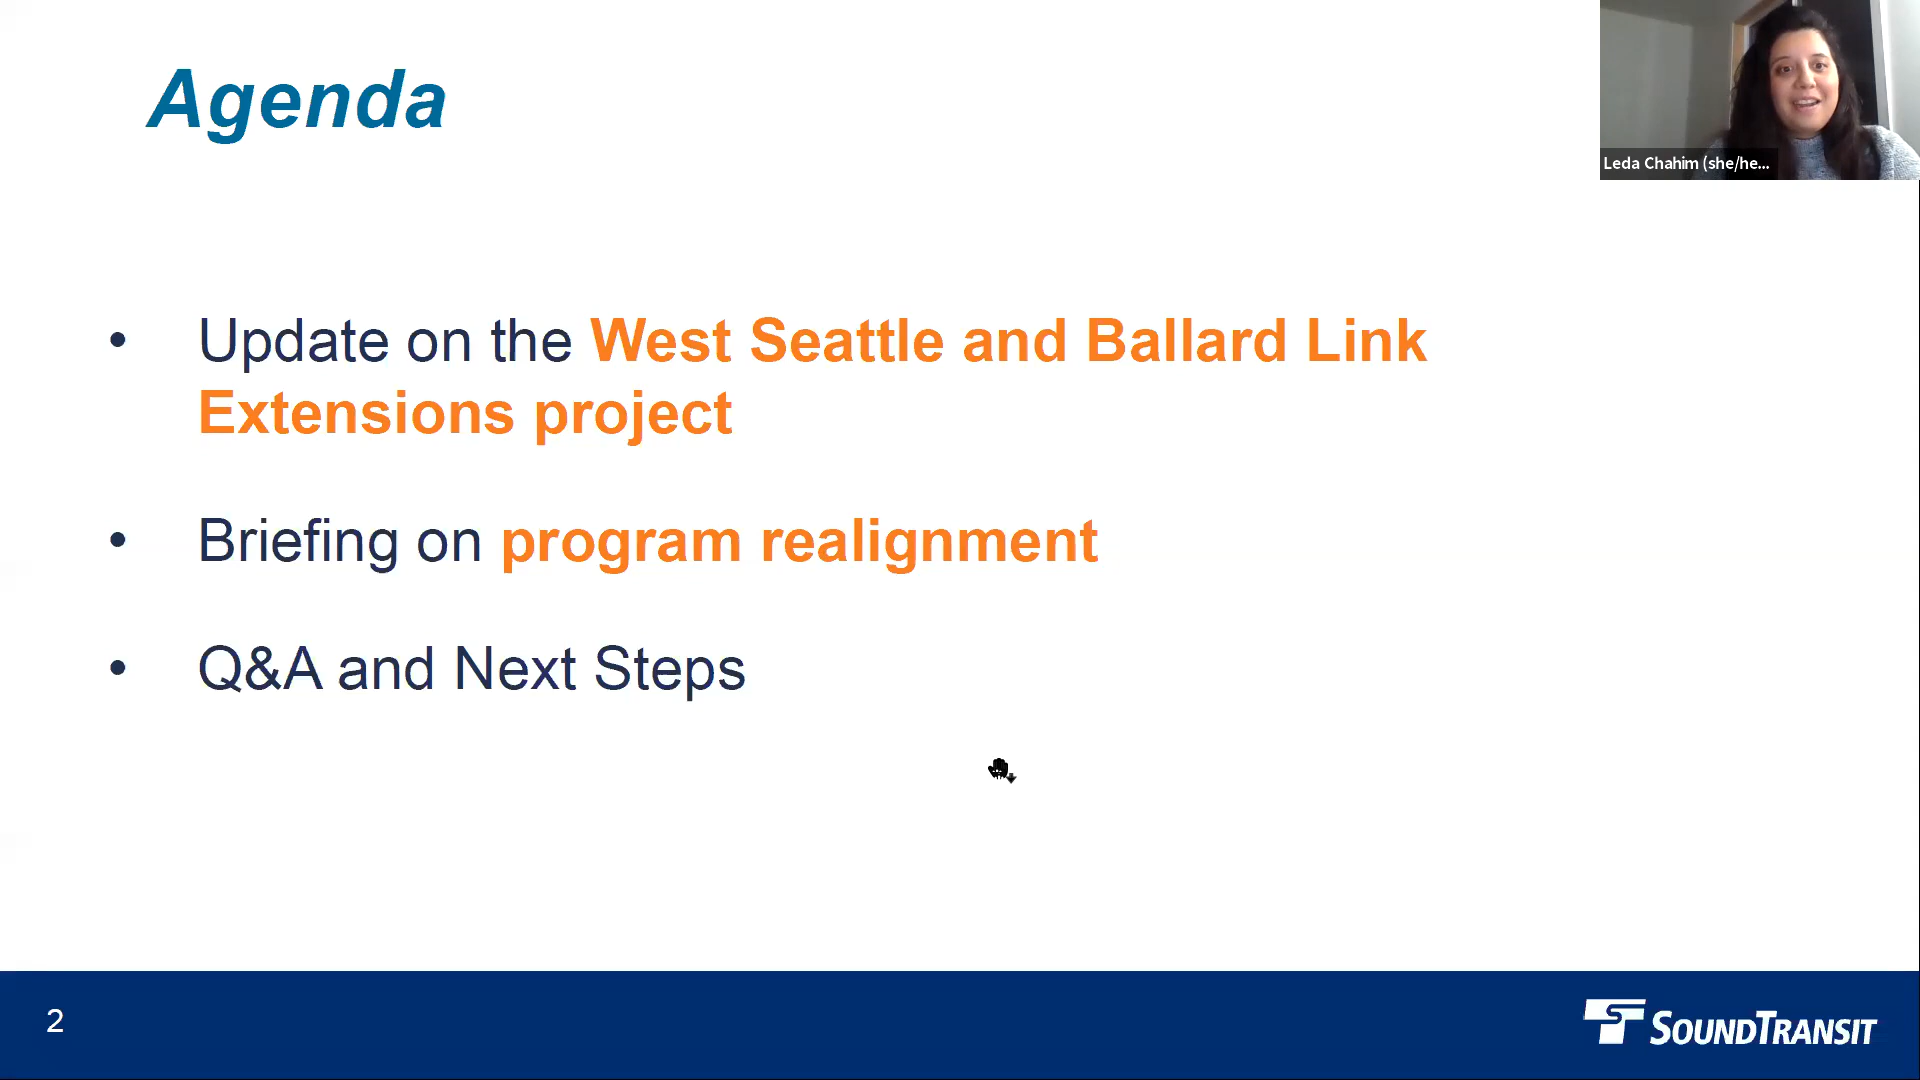 Agenda
Leda Chahim (she/he...
• Update on the West Seattle and Ballard Link
Extensions project
• Briefing on program realignment
• Q&A and Next Steps
2
SOUNDTRANSIT